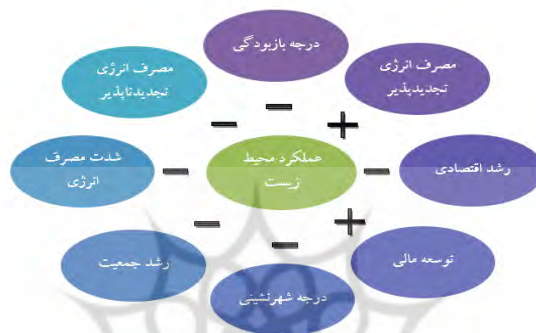 درجه بازبودگی
مصرف انرژی
تجدیدپذیر
مصرف انرژی
تجدیدناپذیر
عملکرد محیط
زیست
رشد اقتصادی
شدت مصرف
انرژی
توسعه مالی
رشد جمعیت
درجه شهرنشینی